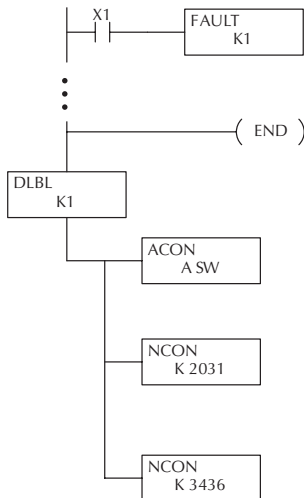 X1
FAULT
K1
( END )
DLBL
K1
ACON
A SW
NCON
K 2031
NCON
K 3436